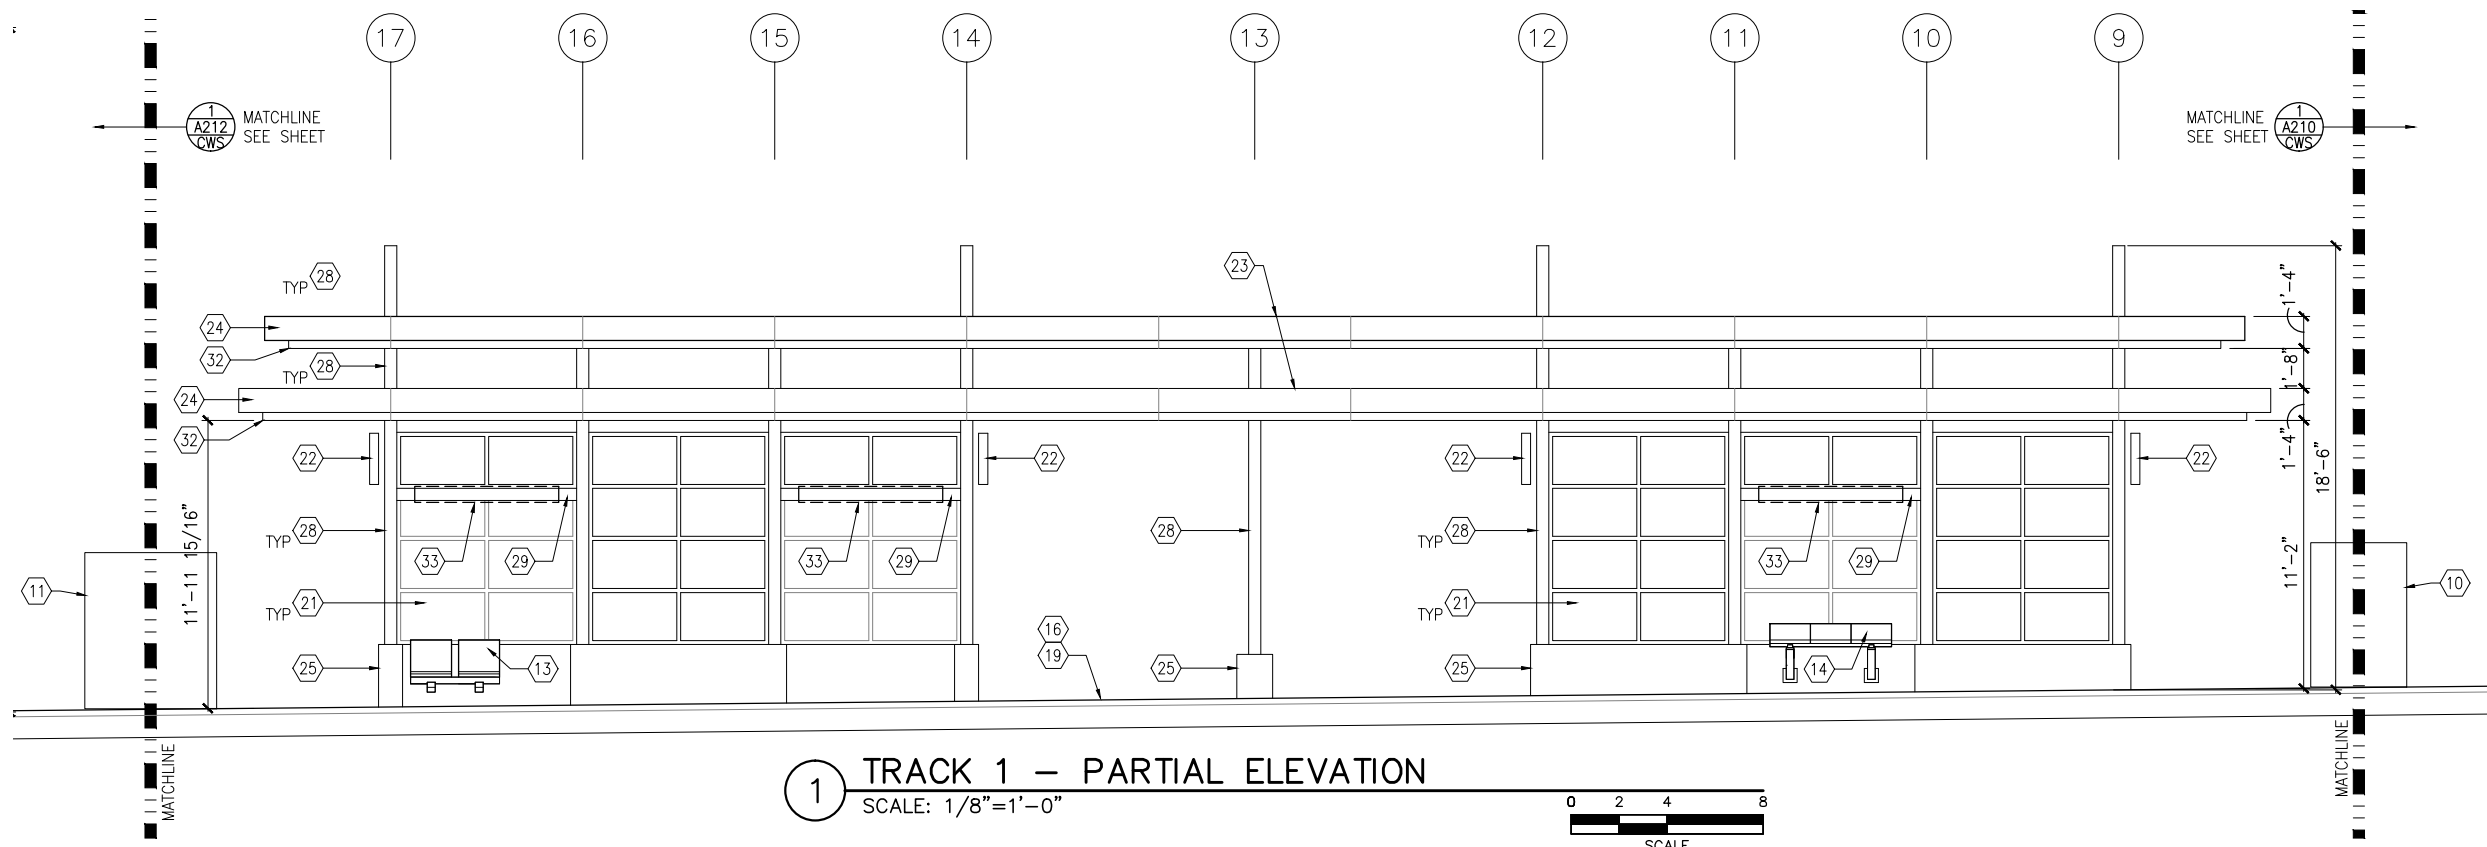 17
16
15
14
13
12
11
10
9
1
A212
CWS
MATCHLINE
SEE SHEET
MATCHLINE
SEE SHEET
1
A210
CWS
TYP 28
23
1'-4"
24
32
TYP 28
1'-8"
24
32
1'-4"
18'-6"
22
22
22
22
11'-11 15/16"
TYP 28
33
29
33
29
28
TYP 28
33
29
11'-2"
11
TYP 21
TYP 21
10
16
19
25
13
25
25
14
MATCHLINE
MATCHLINE
1
TRACK 1 – PARTIAL ELEVATION
SCALE: 1/8"=1'-0"
0 2 4 8
SCALE